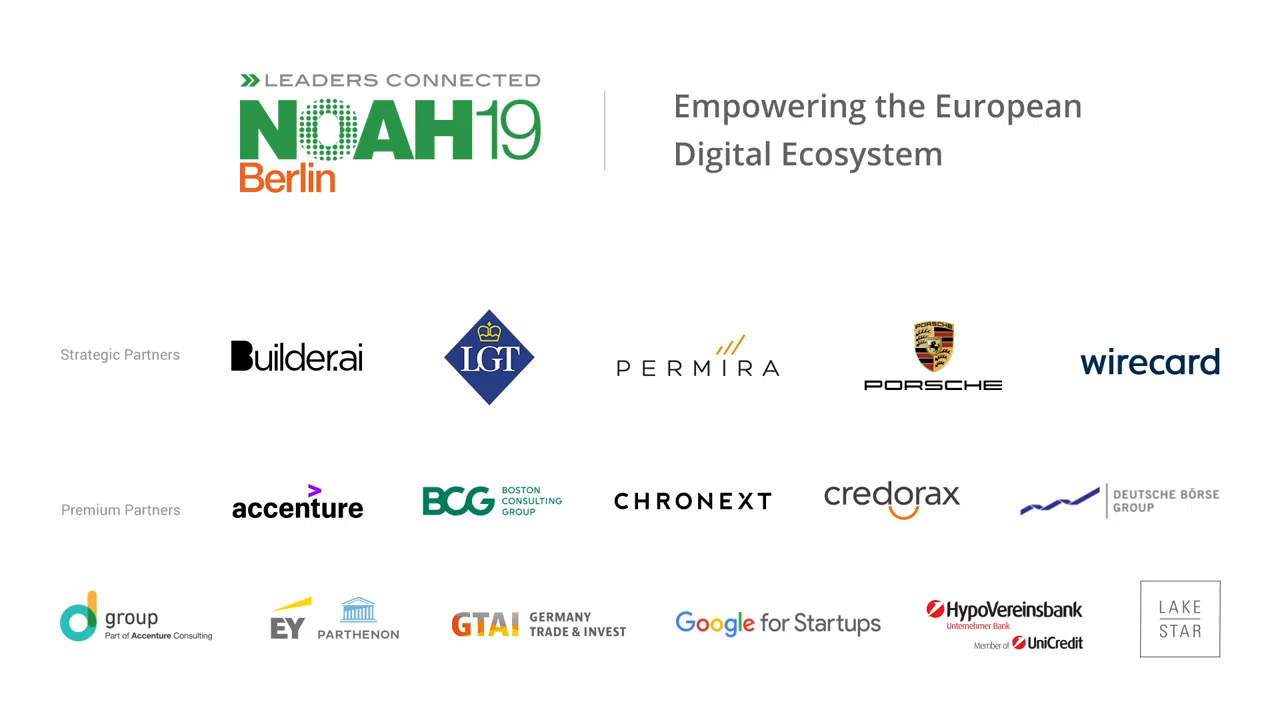 LEADERS CONNECTED
NOAH19
Berlin
Empowering the European
Digital Ecosystem
Strategic Partners
Builder.ai
LGT
PERMIRA
PORSCHE
PORSCHE
wirecard
Premium Partners
accenture
BCG
BOSTON
CONSULTING
GROUP
CHRONEXT
credorax
DEUTSCHE BÖRSE
GROUP
d group
Part of Accenture Consulting
EY
PARTHENON
GTAI
GERMANY
TRADE & INVEST
Google for Startups
HypoVereinsbank
Unternehmer Bank
Member of UniCredit
LAKE
STAR